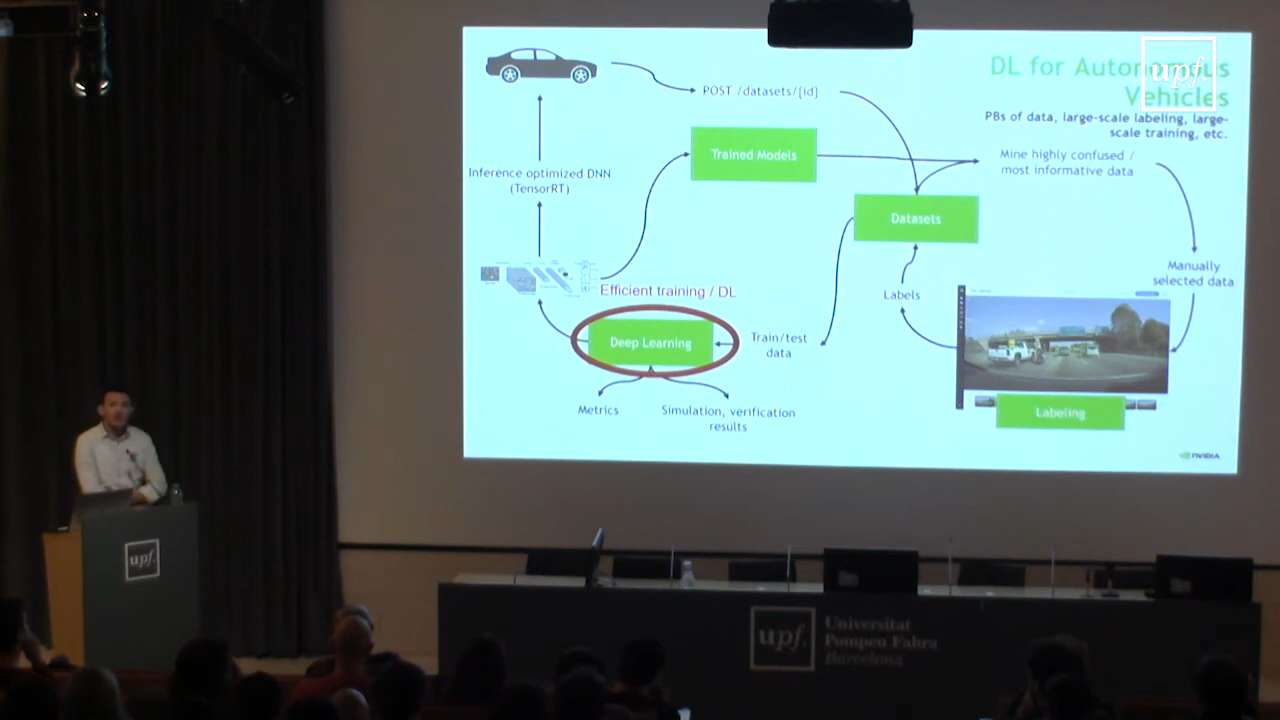 DL for Autonomous
Vehicles
upf.
PBs of data, large-scale labeling, large-
scale training, etc.
POST /datasets/{id}
Trained Models
Mine highly confused /
most informative data
Inference optimized DNN
(TensorRT)
Datasets
Manually
selected data
Efficient training / DL
Labels
Deep Learning
Train/test
data
Metrics
Simulation, verification
results
Labeling
NVIDIA
upf.
upf.
Universitat
Pompeu Fabra
Barcelona